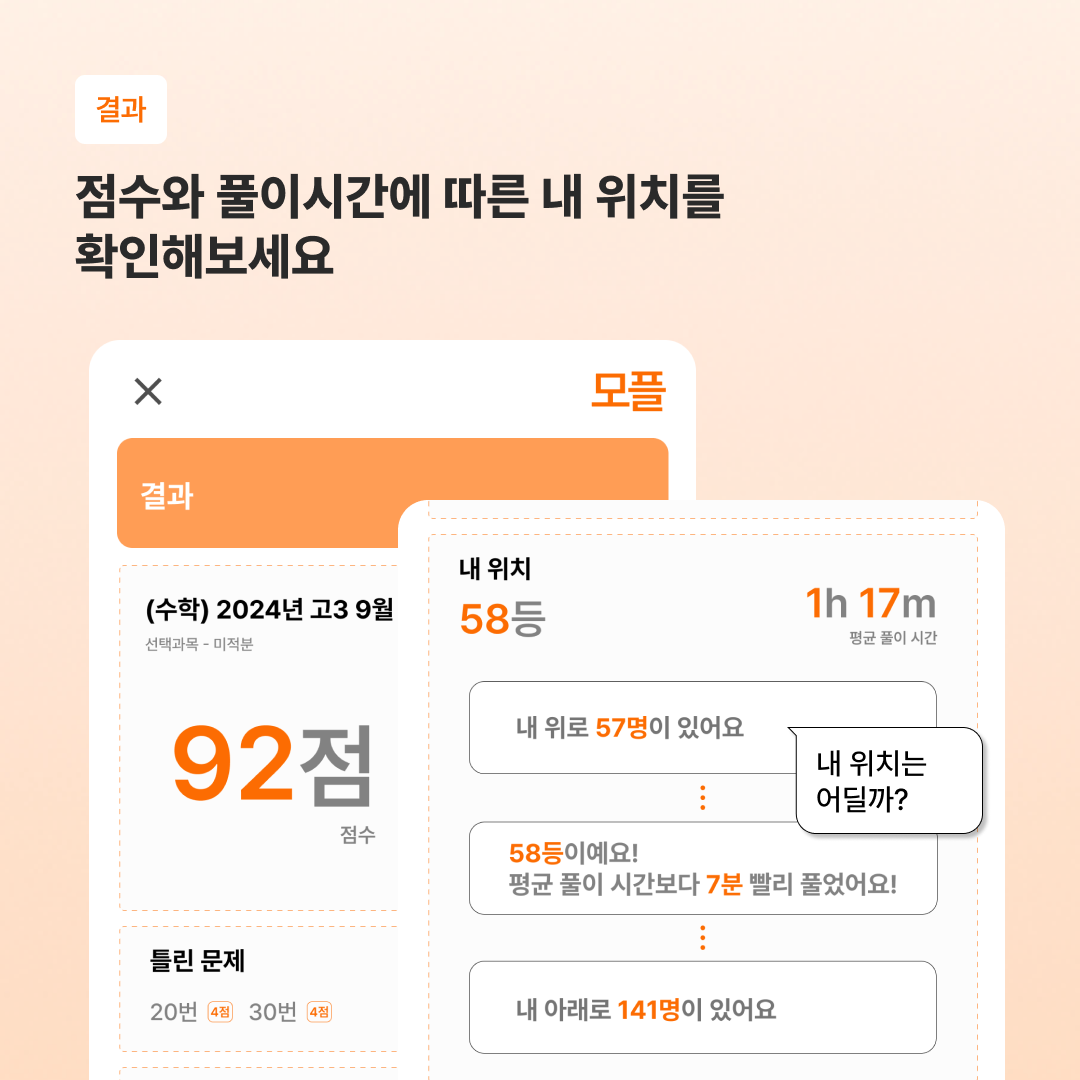 결과
점수와 풀이시간에 따른 내 위치를
확인해보세요
모플
결과
(수학) 2024년 고3 9월
선택과목 - 미적분
92점
점수
틀린 문제
20번 4점 30번 4점
내 위치
58등
1h 17m
평균 풀이 시간
내 위로 57명이 있어요
내 위치는
어딜까?
58등이예요!
평균 풀이 시간보다 7분 빨리 풀었어요!
내 아래로 141명이 있어요